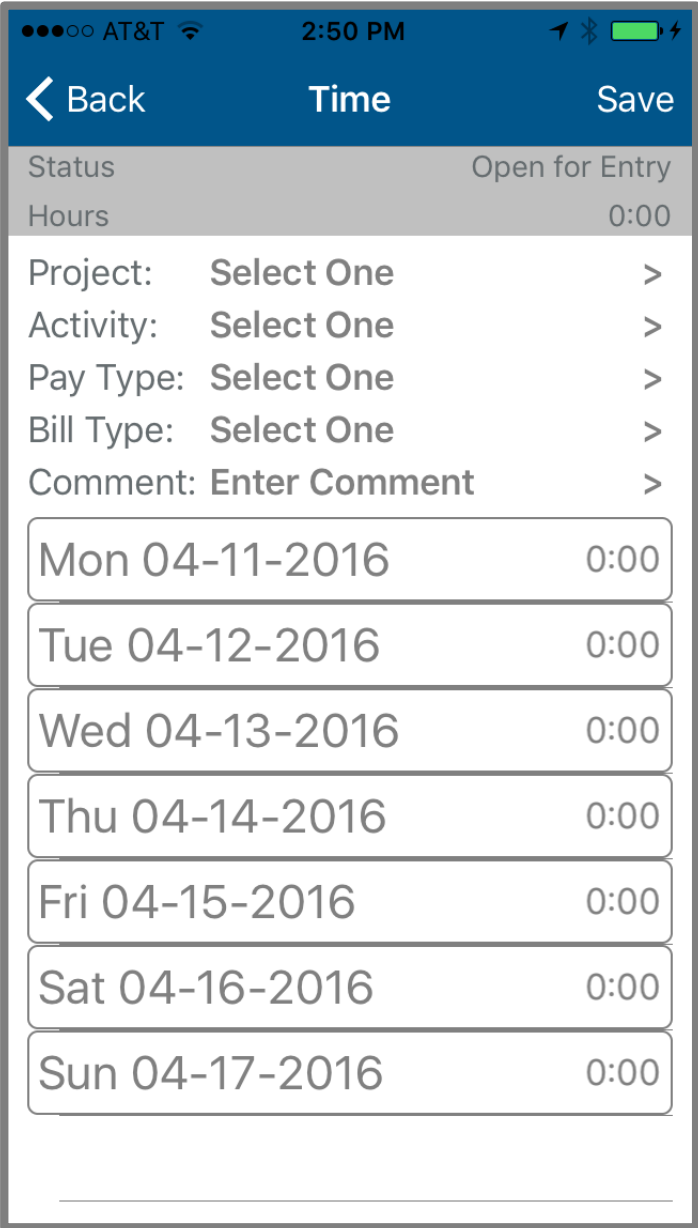 AT&T 2:50 PM
Back Time Save
Status Open for Entry
Hours 0:00
Project: Select One >
Activity: Select One >
Pay Type: Select One >
Bill Type: Select One >
Comment: Enter Comment >
Mon 04-11-2016 0:00
Tue 04-12-2016 0:00
Wed 04-13-2016 0:00
Thu 04-14-2016 0:00
Fri 04-15-2016 0:00
Sat 04-16-2016 0:00
Sun 04-17-2016 0:00